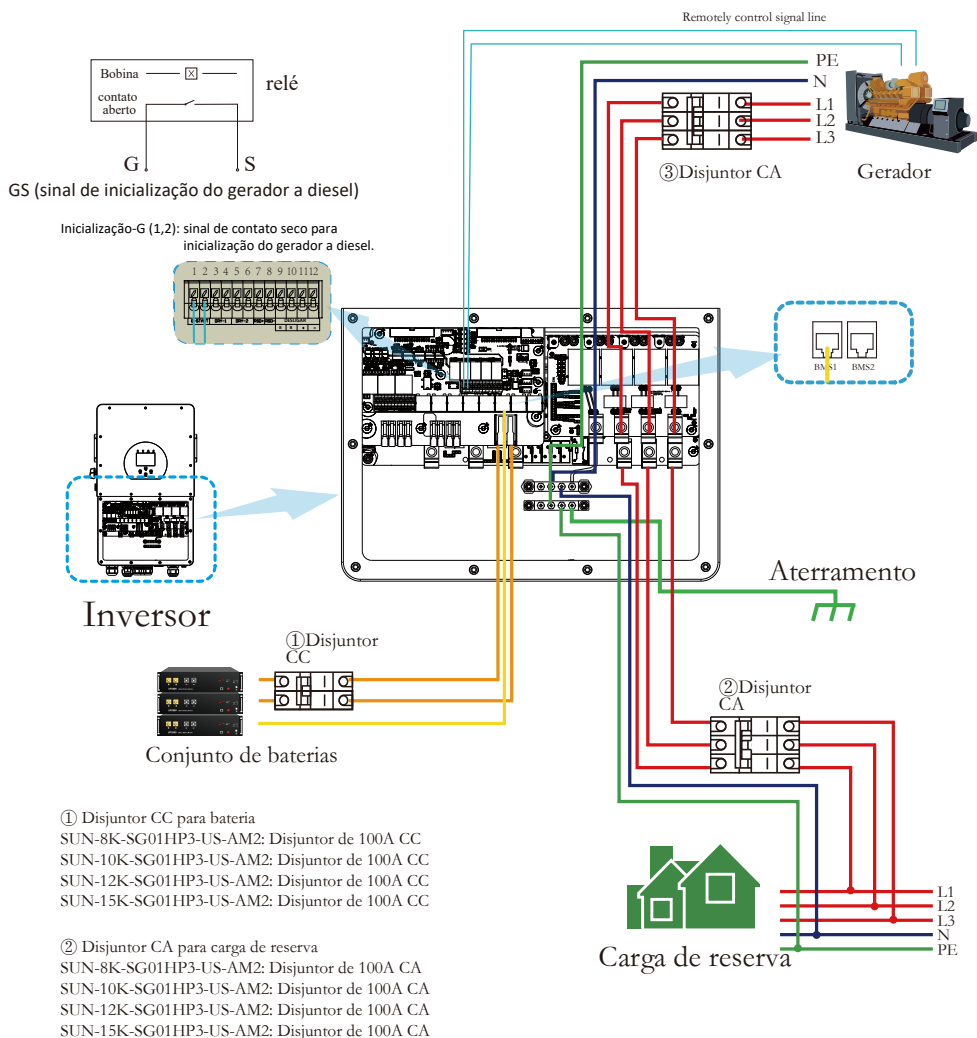 Remotely control signal line
PE
N
L1
L2
L3
Bobina
relé
contato
aberto
G
S
GS (sinal de inicialização do gerador a diesel)
③Disjuntor CA
Gerador
Inicialização-G (1,2): sinal de contato seco para
inicialização do gerador a diesel.
1 2 3 4 5 6 7 8 9 10 11 12
BMS1
BMS2
Inversor
Aterramento
①Disjuntor
CC
②Disjuntor
CA
Conjunto de baterias
① Disjuntor CC para bateria
SUN-8K-SG01HP3-US-AM2: Disjuntor de 100A CC
SUN-10K-SG01HP3-US-AM2: Disjuntor de 100A CC
SUN-12K-SG01HP3-US-AM2: Disjuntor de 100A CC
SUN-15K-SG01HP3-US-AM2: Disjuntor de 100A CC
② Disjuntor CA para carga de reserva
SUN-8K-SG01HP3-US-AM2: Disjuntor de 100A CA
SUN-10K-SG01HP3-US-AM2: Disjuntor de 100A CA
SUN-12K-SG01HP3-US-AM2: Disjuntor de 100A CA
SUN-15K-SG01HP3-US-AM2: Disjuntor de 100A CA
Carga de reserva
L1
L2
L3
N
PE